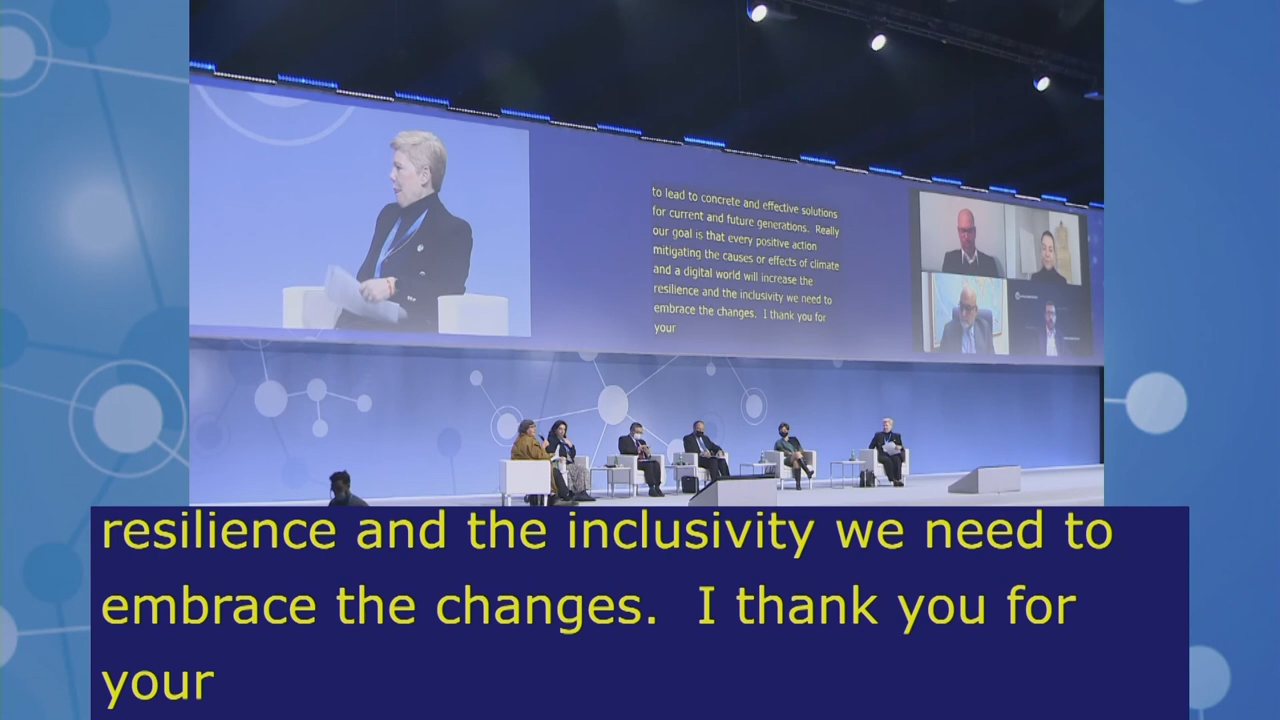 to lead to concrete and effective solutions
for current and future generations.  Really
our goal is that every positive action
mitigating the causes or effects of climate
and a digital world will increase the
resilience and the inclusivity we need to
embrace the changes.  I thank you for
your
resilience and the inclusivity we need to
embrace the changes.  I thank you for
your